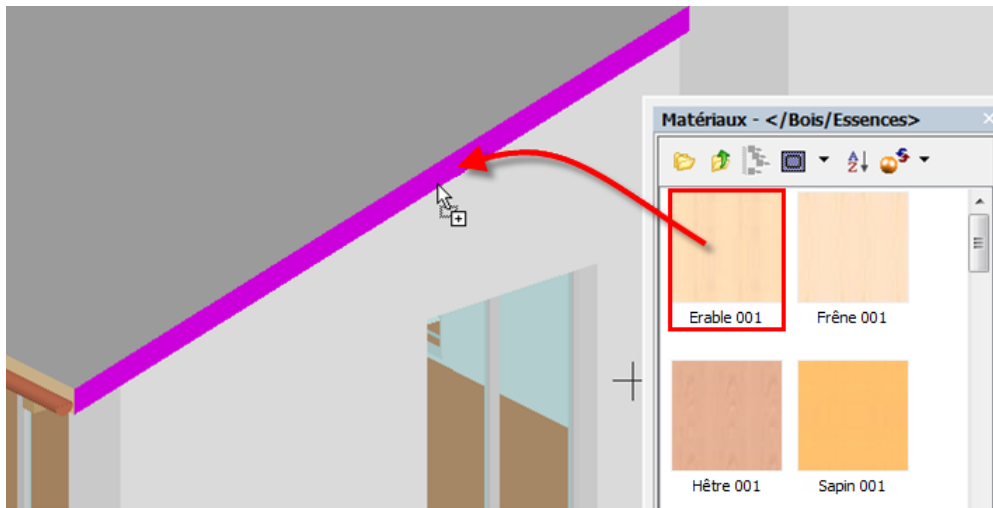 Matériaux - </Bois/Essences>
Erable 001
Frêne 001
Hêtre 001
Sapin 001